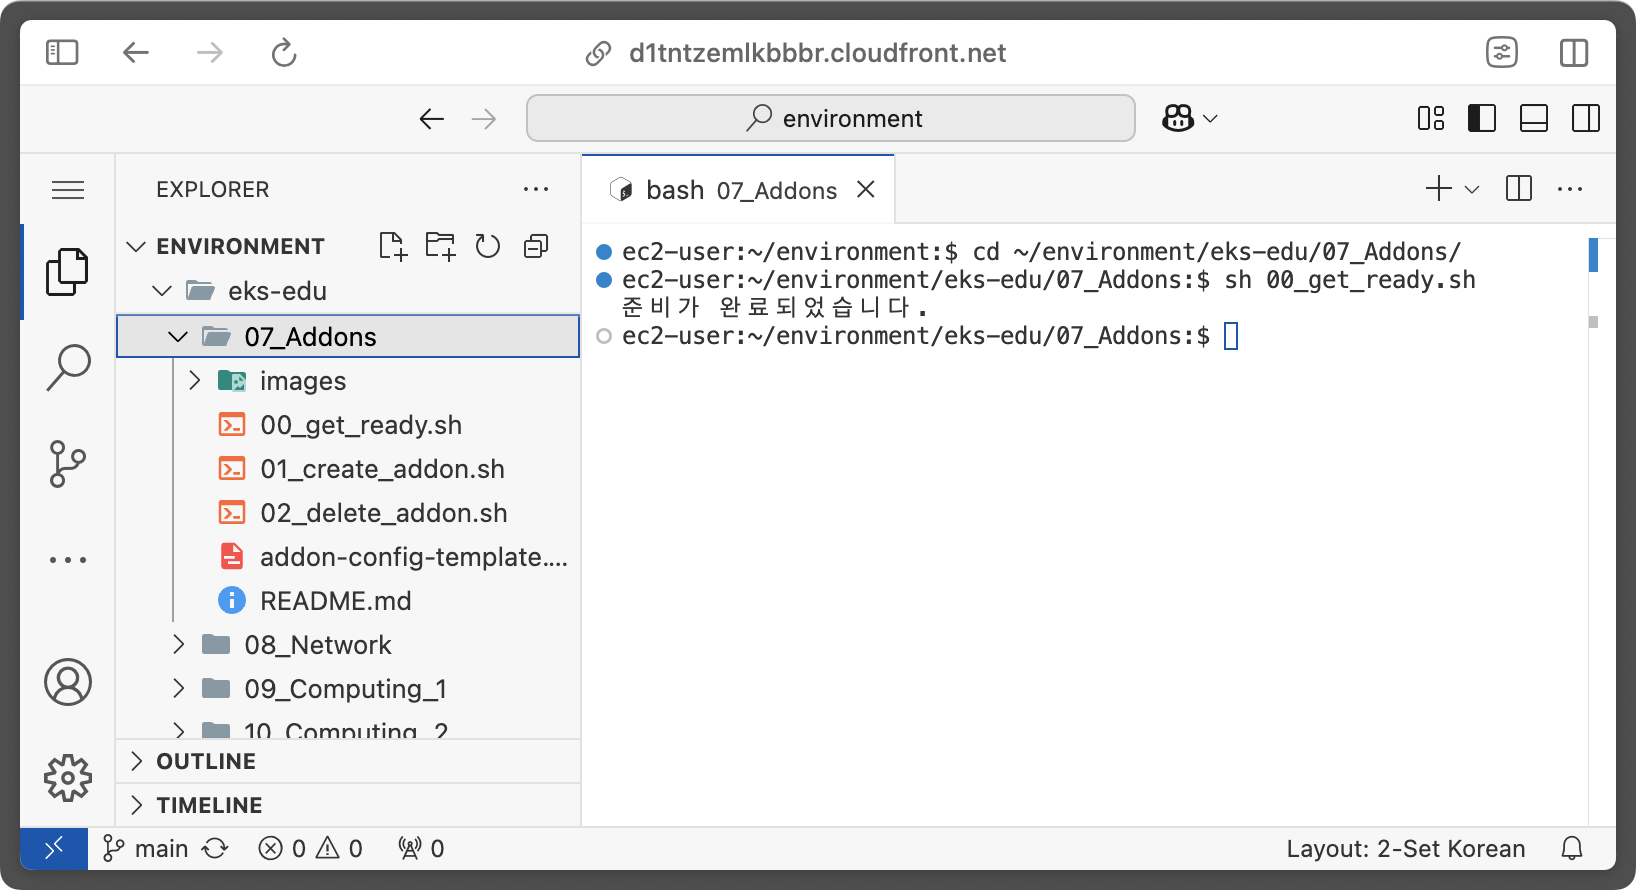 d1tntzemlkbbbr.cloudfront.net
environment
EXPLORER
bash 07_Addons
ENVIRONMENT
eks-edu
07_Addons
images
00_get_ready.sh
01_create_addon.sh
02_delete_addon.sh
addon-config-template....
README.md
08_Network
09_Computing_1
10_Computing_2
OUTLINE
TIMELINE
ec2-user:~/environment:$ cd ~/environment/eks-edu/07_Addons/
ec2-user:~/environment/eks-edu/07_Addons:$ sh 00_get_ready.sh
준비가 완료되었습니다.
ec2-user:~/environment/eks-edu/07_Addons:$
main 0 0 0
Layout: 2-Set Korean